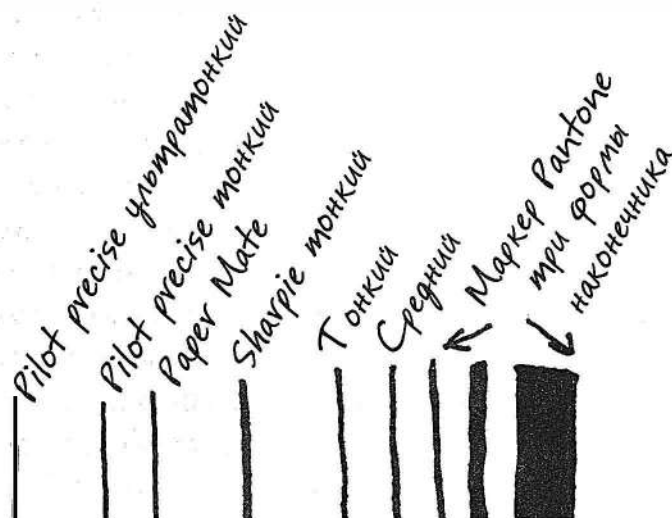 Pilot precise ультратонкий
Pilot precise тонкий
Paper Mate
Sharpie тонкий
Тонкий
Средний
Маркер Pantone
три формы
наконечника